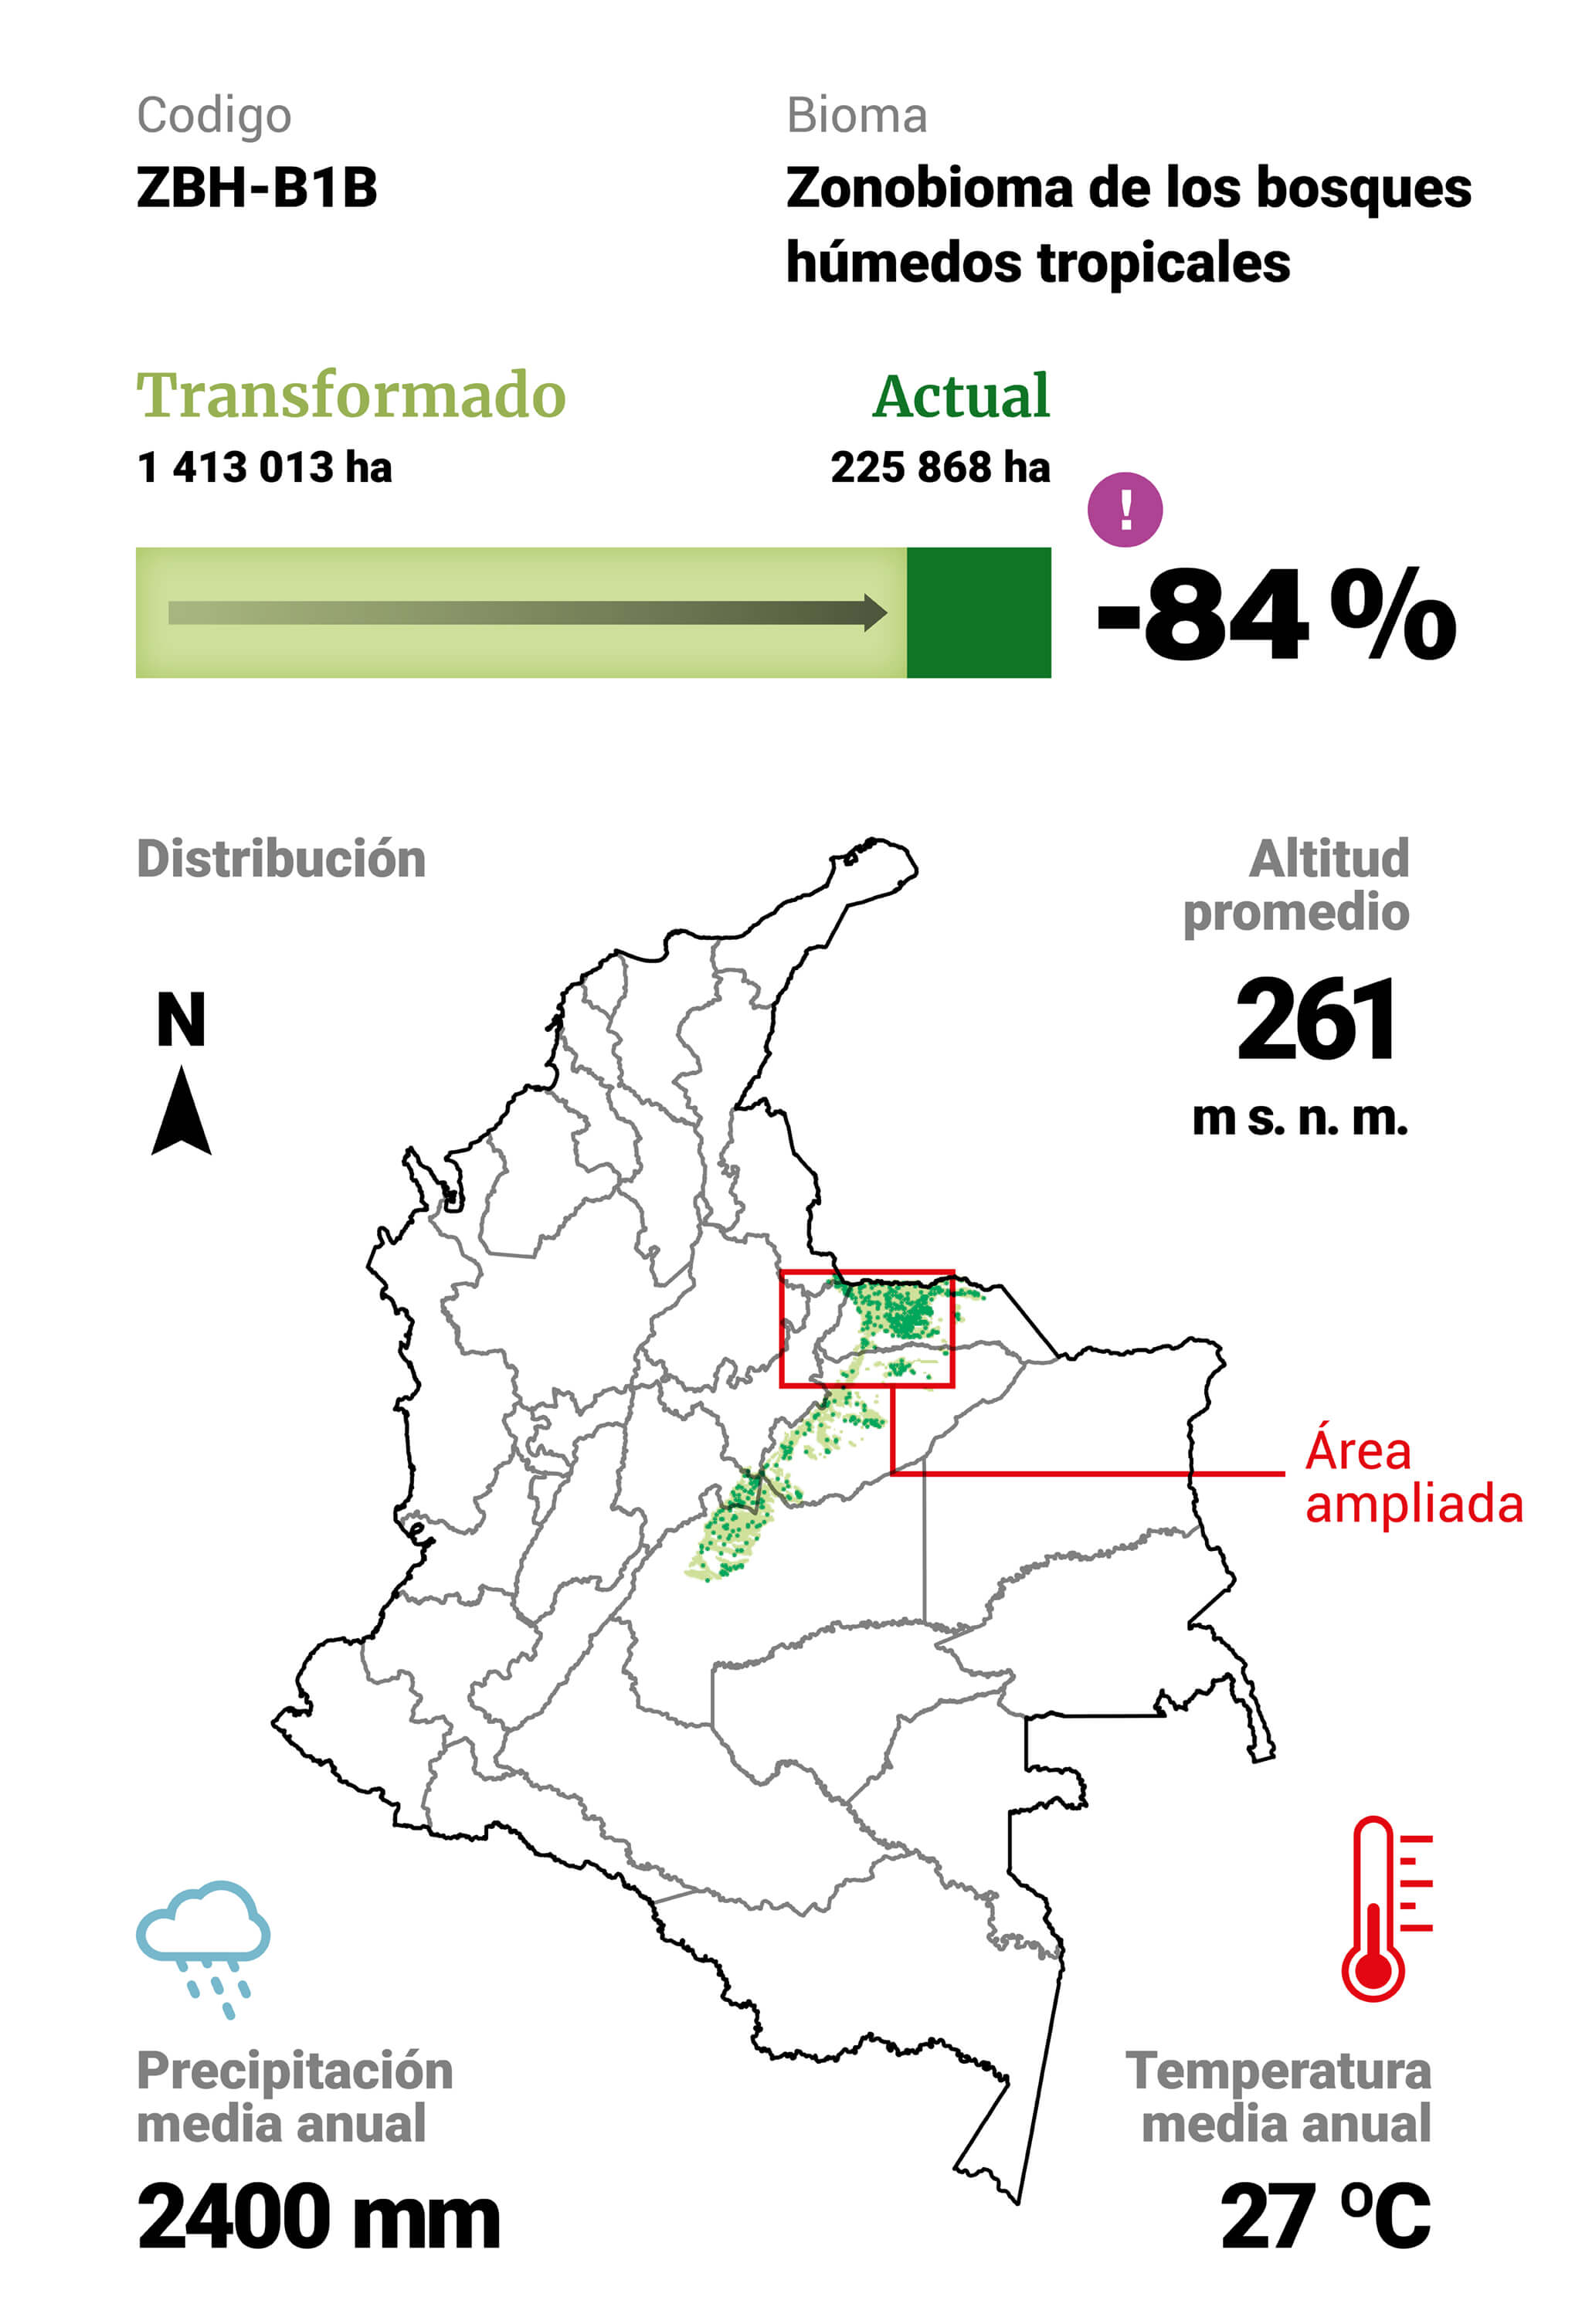 Codigo
ZBH-B1B
Bioma
Zonobioma de los bosques
húmedos tropicales
Transformado
1 413 013 ha
Actual
225 868 ha
!
-84 %
Distribución
N
Altitud
promedio
261
m s. n. m.
Área
ampliada
Precipitación
media anual
2400 mm
Temperatura
media anual
27 ºC